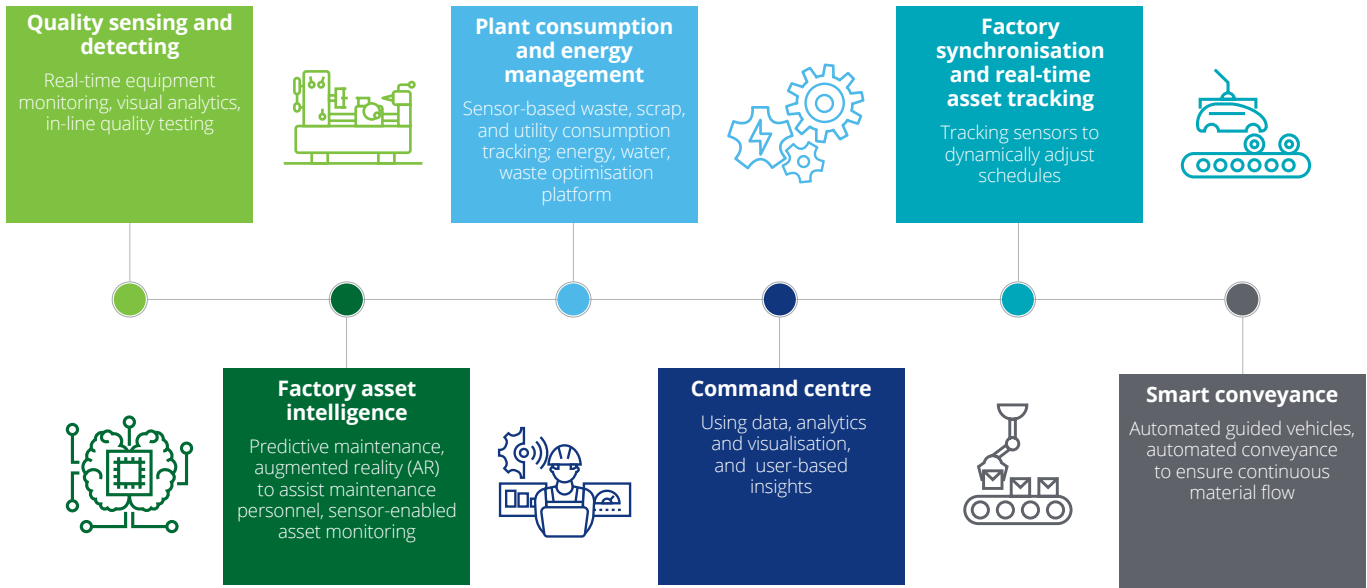 Quality sensing and
detecting
Real-time equipment
monitoring, visual analytics,
in-line quality testing
Plant consumption
and energy
management
Sensor-based waste, scrap,
and utility consumption
tracking; energy, water,
waste optimisation
platform
Factory
synchronisation
and real-time
asset tracking
Tracking sensors to
dynamically adjust
schedules
Factory asset
intelligence
Predictive maintenance,
augmented reality (AR)
to assist maintenance
personnel, sensor-enabled
asset monitoring
Command centre
Using data, analytics
and visualisation,
and user-based
insights
Smart conveyance
Automated guided vehicles,
automated conveyance
to ensure continuous
material flow